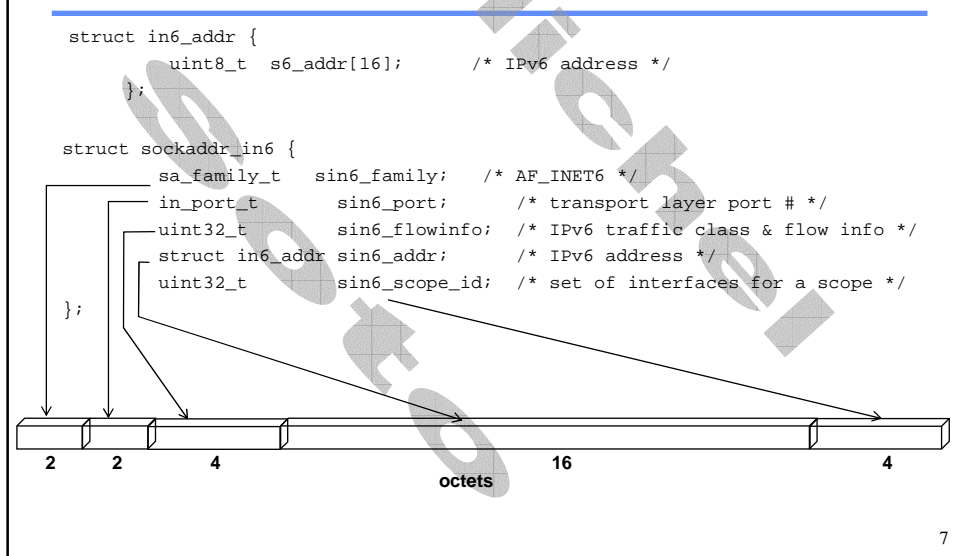 struct in6_addr {
uint8_t s6_addr[16]; /* IPv6 address */
};
struct sockaddr_in6 {
sa_family_t sin6_family; /* AF_INET6 */
in_port_t sin6_port; /* transport layer port # */
uint32_t sin6_flowinfo; /* IPv6 traffic class & flow info */
struct in6_addr sin6_addr; /* IPv6 address */
uint32_t sin6_scope_id; /* set of interfaces for a scope */
};
2 2 4 16 4
octets
7
Michel
Soto